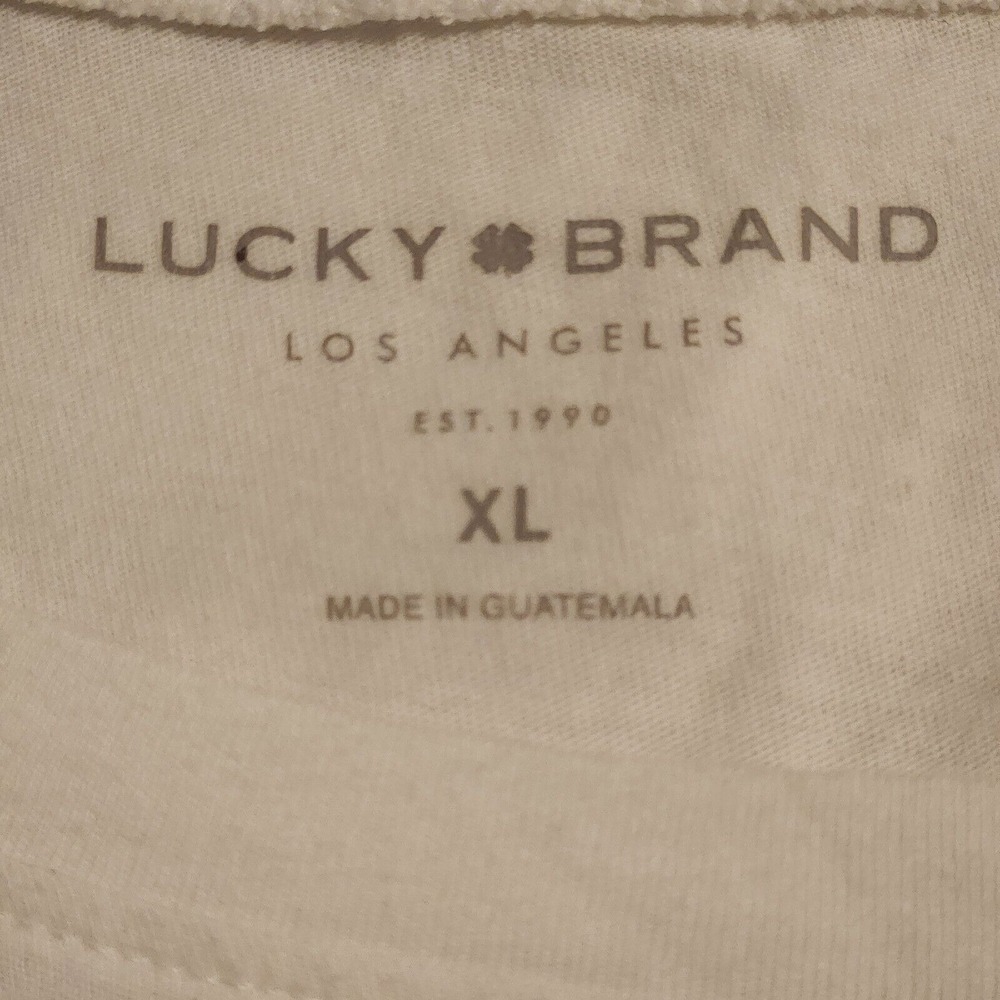 LUCKY BRAND
LOS ANGELES
EST. 1990
XL
MADE IN GUATEMALA